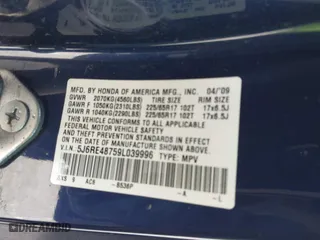 MFD. BY HONDA OF AMERICA MFG., INC. 04/'09
GVWR 2070KG(4560LBS) TIRE SIZE RIM SIZE
GAWR F 1050KG(2310LBS) 225/65R17 102T 17x6.5J
GAWR R 1040KG(2290LBS) 225/65R17 102T 17x6.5J
THIS VEHICLE CONFORMS TO ALL APPLICABLE
FEDERAL MOTOR VEHICLE SAFETY AND THEFT
PREVENTION STANDARDS IN EFFECT ON THE DATE OF
MANUFACTURE SHOWN ABOVE.
V.I.N. 5J6RE48759L039996 TYPE: MPV
AC8 -B536P -A -L